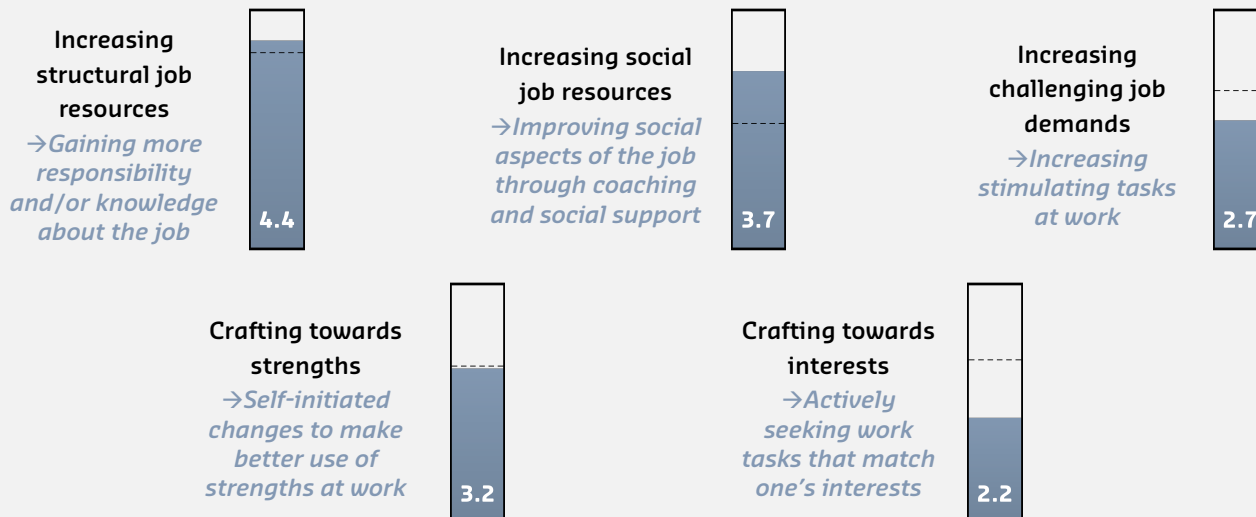 Increasing
structural job
resources
→Gaining more
responsibility
and/or knowledge
about the job
4.4
Increasing social
job resources
→Improving social
aspects of the job
through coaching
and social support
3.7
Increasing
challenging job
demands
→Increasing
stimulating tasks
at work
2.7
Crafting towards
strengths
→Self-initiated
changes to make
better use of
strengths at work
3.2
Crafting towards
interests
→Actively
seeking work
tasks that match
one's interests
2.2